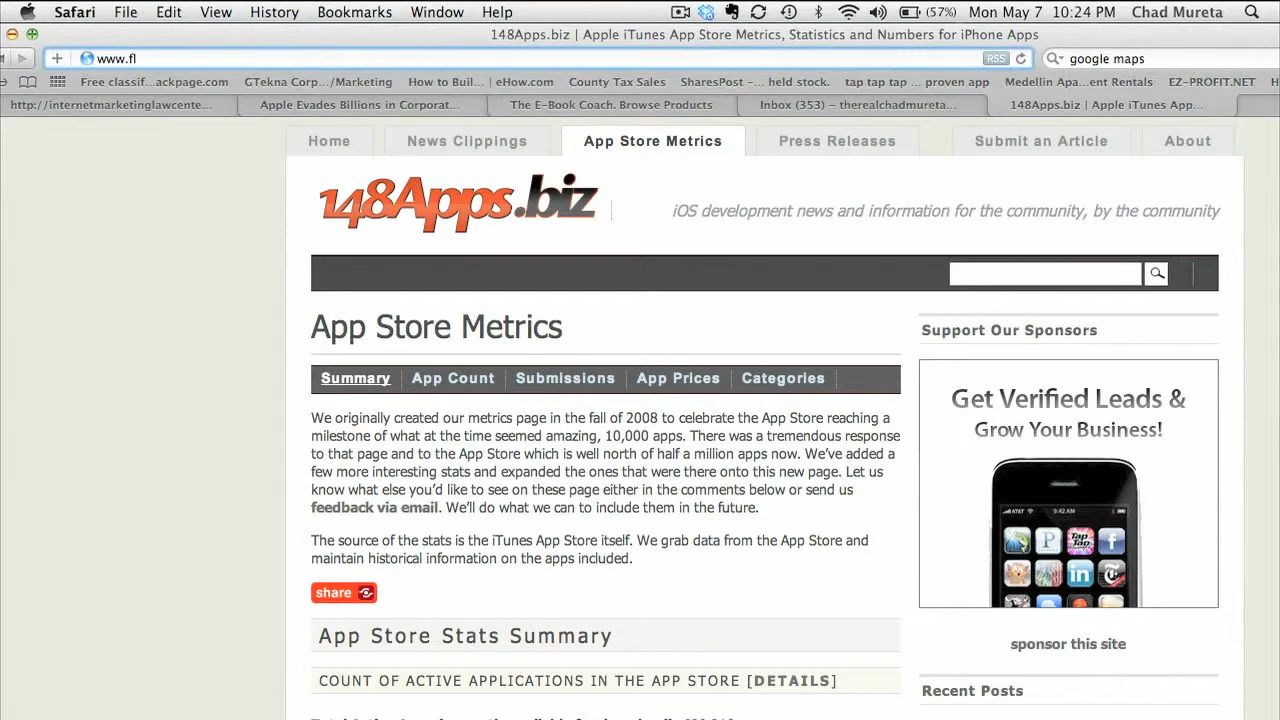 Safari File Edit View History Bookmarks Window Help (57%) Mon May 7 10:24 PM Chad Mureta
148Apps.biz | Apple iTunes App Store Metrics, Statistics and Numbers for iPhone Apps
www.fl RSS google maps
Free classif...ackpage.com GTekna Corp.../Marketing How to Buil... | eHow.com County Tax Sales SharesPost - ... held stock. tap tap tap ... proven app Medellin Apa...ent Rentals EZ-PROFIT.NET
http://internetmarketinglawcente... Apple Evades Billions in Corporat... The E-Book Coach. Browse Products Inbox (353) - therealchadmureta... 148Apps.biz | Apple iTunes App...
Home News Clippings App Store Metrics Press Releases Submit an Article About
148Apps.biz
iOS development news and information for the community, by the community
App Store Metrics
Summary App Count Submissions App Prices Categories
We originally created our metrics page in the fall of 2008 to celebrate the App Store reaching a
milestone of what at the time seemed amazing, 10,000 apps. There was a tremendous response
to that page and to the App Store which is well north of half a million apps now. We've added a
few more interesting stats and expanded the ones that were there onto this new page. Let us
know what else you'd like to see on these page either in the comments below or send us
feedback via email. We'll do what we can to include them in the future.
The source of the stats is the iTunes App Store itself. We grab data from the App Store and
maintain historical information on the apps included.
share
App Store Stats Summary
COUNT OF ACTIVE APPLICATIONS IN THE APP STORE [DETAILS]
Support Our Sponsors
Get Verified Leads &
Grow Your Business!
AT&T 9:42 AM
Tap Tap
sponsor this site
Recent Posts